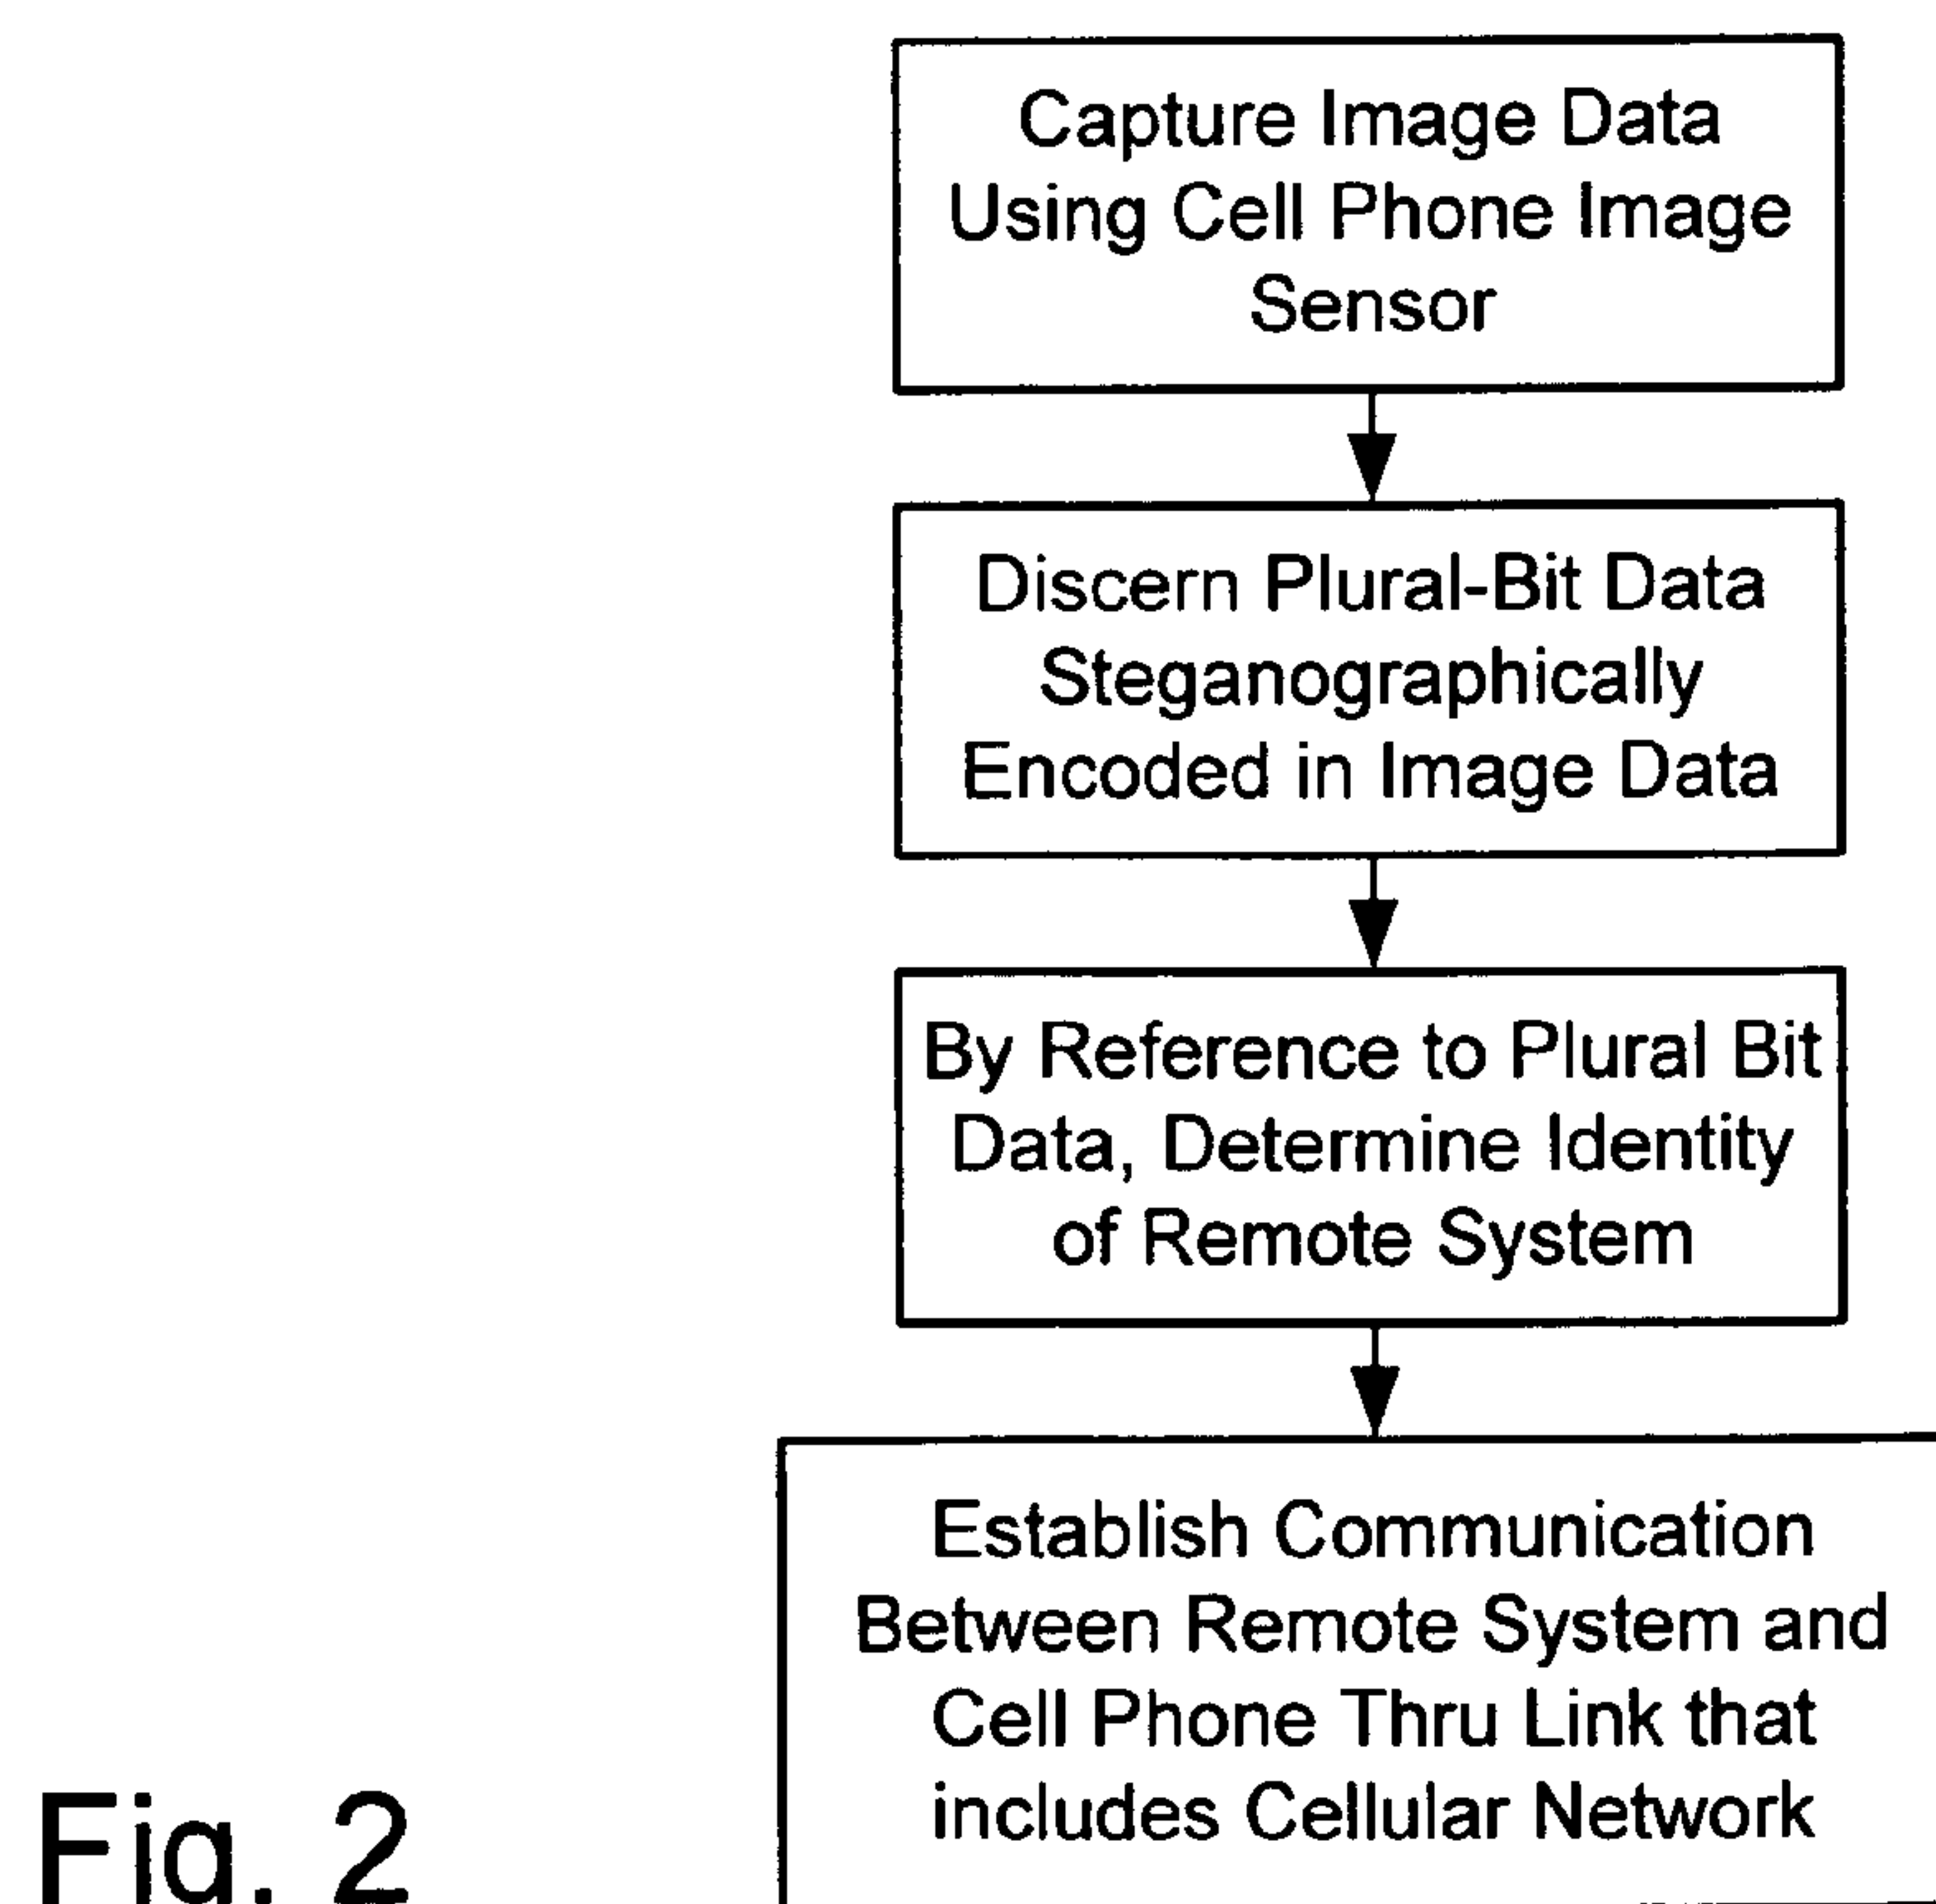 Capture Image Data
Using Cell Phone Image
Sensor
Discern Plural-Bit Data
Steganographically
Encoded in Image Data
By Reference to Plural Bit
Data, Determine Identity
of Remote System
Establish Communication
Between Remote System and
Cell Phone Thru Link that
includes Cellular Network
Fig. 2